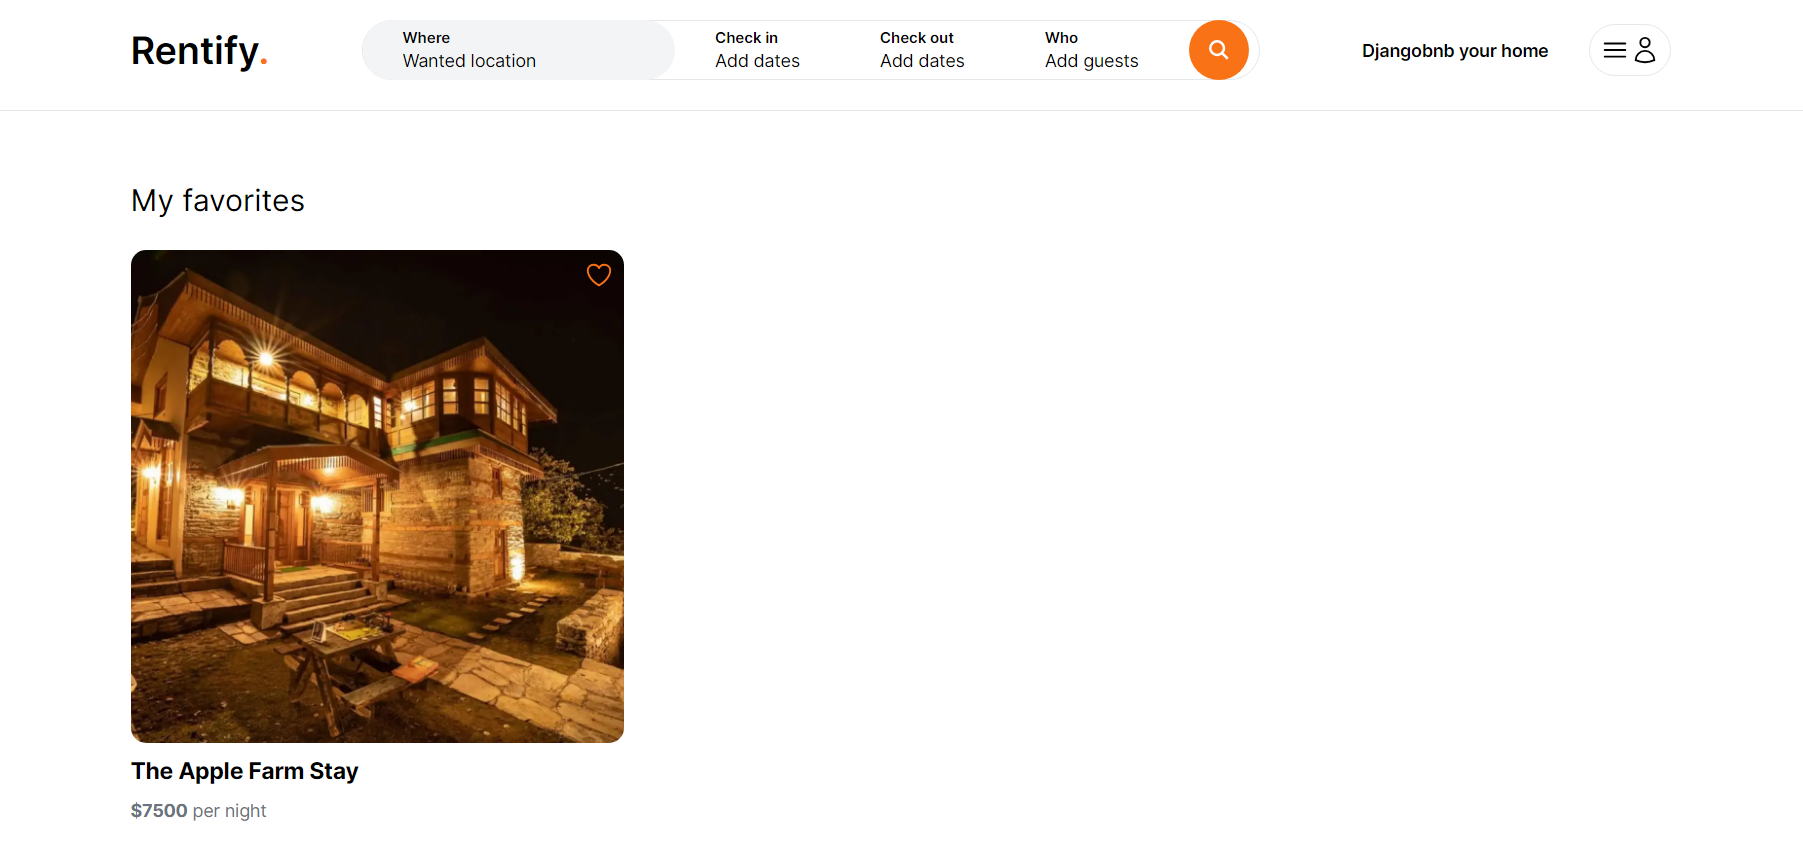 Rentify.
Where
Wanted location
Check in
Add dates
Check out
Add dates
Who
Add guests
Djangobnb your home
My favorites
The Apple Farm Stay
$7500 per night